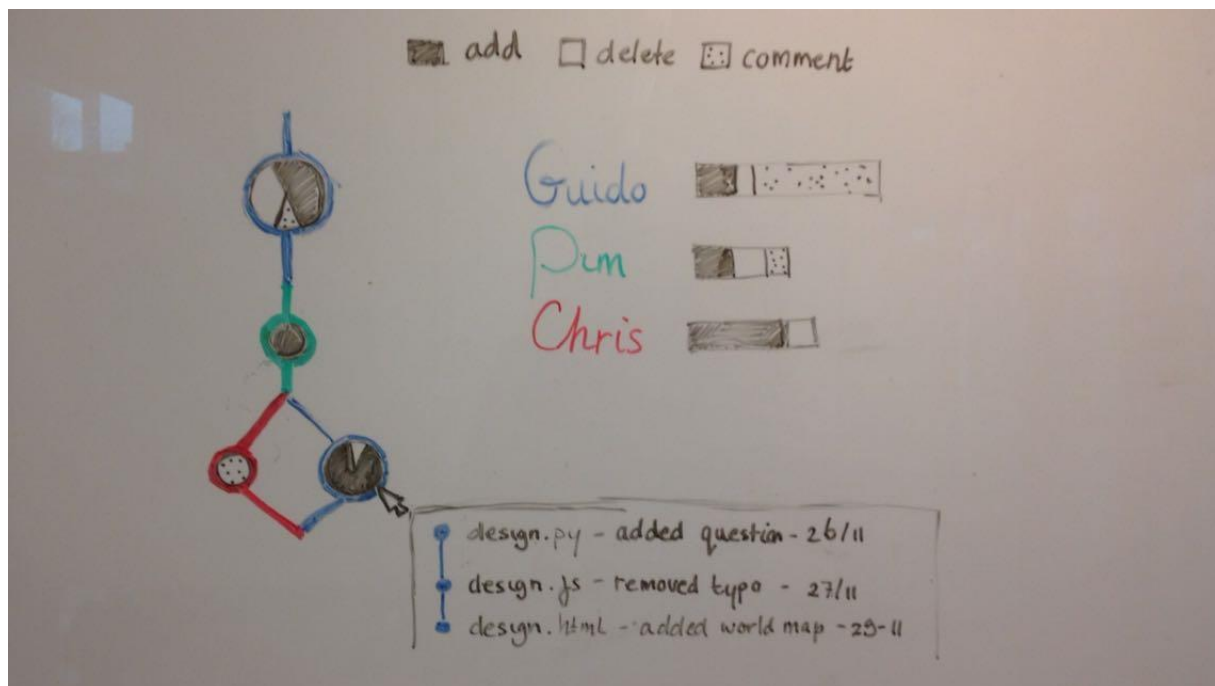 add delete comment
Guido
Pim
Chris
design.py - added question - 26/11
design.js - removed typo - 27/11
design.html - added world map - 29-11